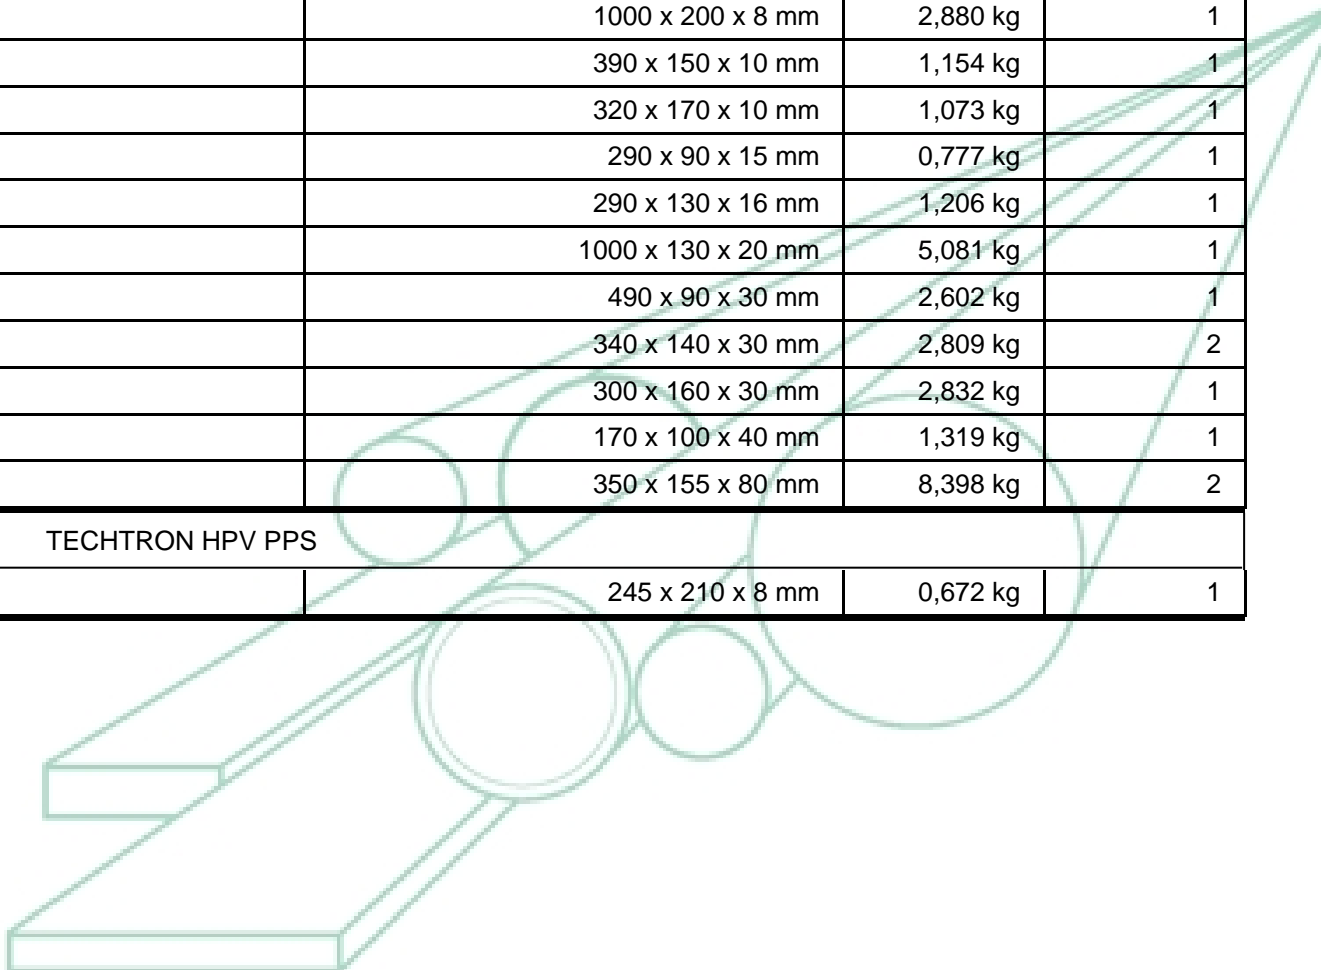 1000 x 200 x 8 mm 2,880 kg 1
390 x 150 x 10 mm 1,154 kg 1
320 x 170 x 10 mm 1,073 kg 1
290 x 90 x 15 mm 0,777 kg 1
290 x 130 x 16 mm 1,206 kg 1
1000 x 130 x 20 mm 5,081 kg 1
490 x 90 x 30 mm 2,602 kg 1
340 x 140 x 30 mm 2,809 kg 2
300 x 160 x 30 mm 2,832 kg 1
170 x 100 x 40 mm 1,319 kg 1
350 x 155 x 80 mm 8,398 kg 2
TECHTRON HPV PPS
245 x 210 x 8 mm 0,672 kg 1